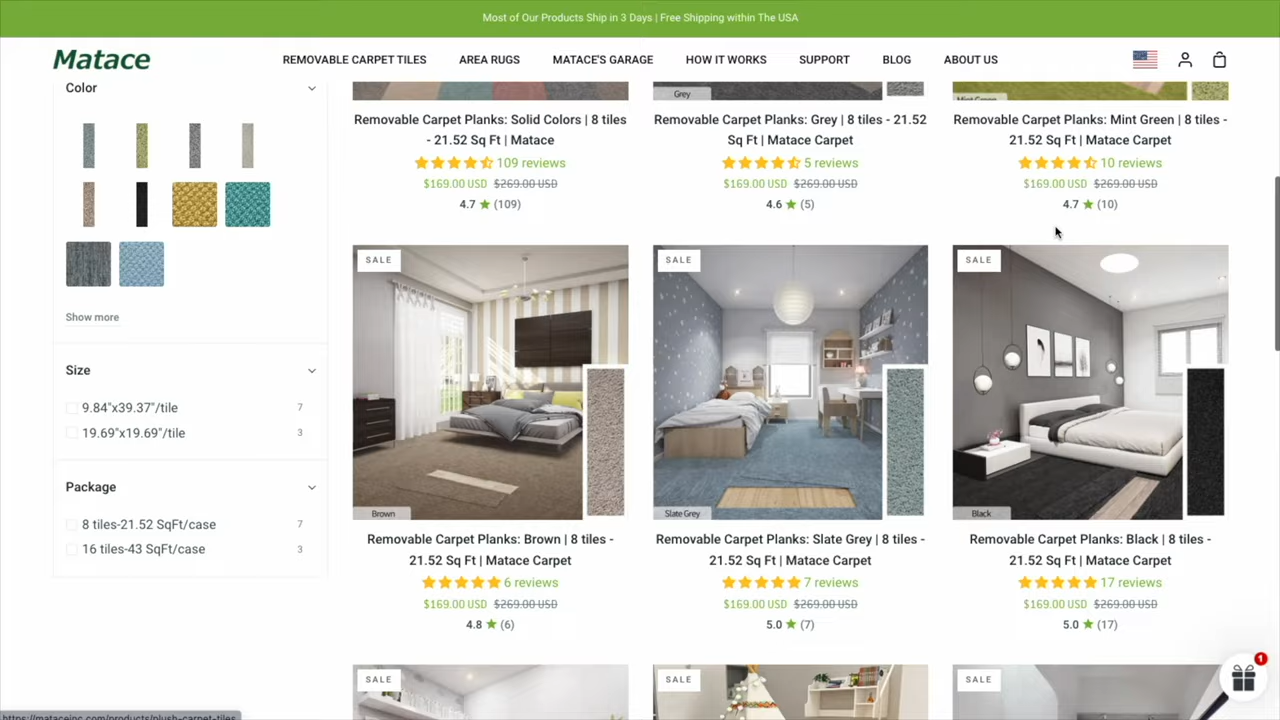 Most of Our Products Ship in 3 Days | Free Shipping within The USA
Matace
REMOVABLE CARPET TILES
AREA RUGS
MATACE'S GARAGE
HOW IT WORKS
SUPPORT
BLOG
ABOUT US
Color
Show more
Size
9.84"x39.37"/tile
7
19.69"x19.69"/tile
3
Package
8 tiles-21.52 SqFt/case
7
16 tiles-43 SqFt/case
3
Removable Carpet Planks: Solid Colors | 8 tiles
- 21.52 Sq Ft | Matace
109 reviews
$169.00 USD $269.00 USD
4.7 ★ (109)
Grey
Removable Carpet Planks: Grey | 8 tiles - 21.52
Sq Ft | Matace Carpet
5 reviews
$169.00 USD $269.00 USD
4.6 ★ (5)
Mint Green
Removable Carpet Planks: Mint Green | 8 tiles -
21.52 Sq Ft | Matace Carpet
10 reviews
$169.00 USD $269.00 USD
4.7 ★ (10)
SALE
Brown
Removable Carpet Planks: Brown | 8 tiles -
21.52 Sq Ft | Matace Carpet
6 reviews
$169.00 USD $269.00 USD
4.8 ★ (6)
SALE
Slate Grey
Removable Carpet Planks: Slate Grey | 8 tiles -
21.52 Sq Ft | Matace Carpet
7 reviews
$169.00 USD $269.00 USD
5.0 ★ (7)
SALE
Black
Removable Carpet Planks: Black | 8 tiles -
21.52 Sq Ft | Matace Carpet
17 reviews
$169.00 USD $269.00 USD
5.0 ★ (17)
SALE
SALE
SALE
1
https://mataceinc.com/products/plush-carpet-tiles